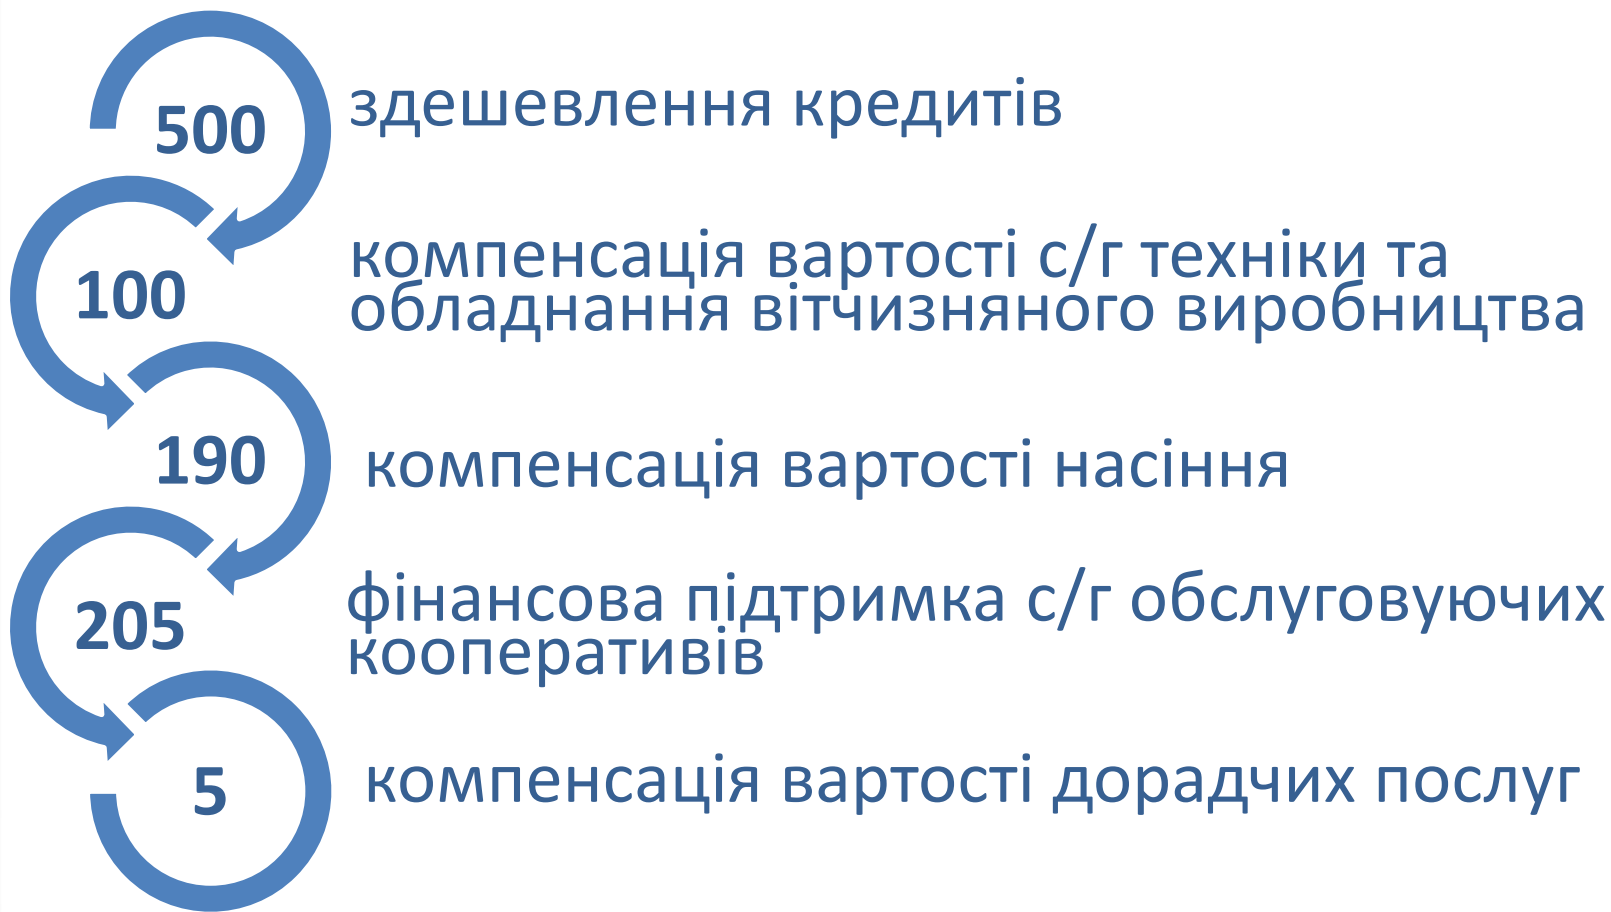 500
здешевлення кредитів
100
компенсація вартості с/г техніки та
обладнання вітчизняного виробництва
190
компенсація вартості насіння
205
фінансова підтримка с/г обслуговуючих
кооперативів
5
компенсація вартості дорадчих послуг